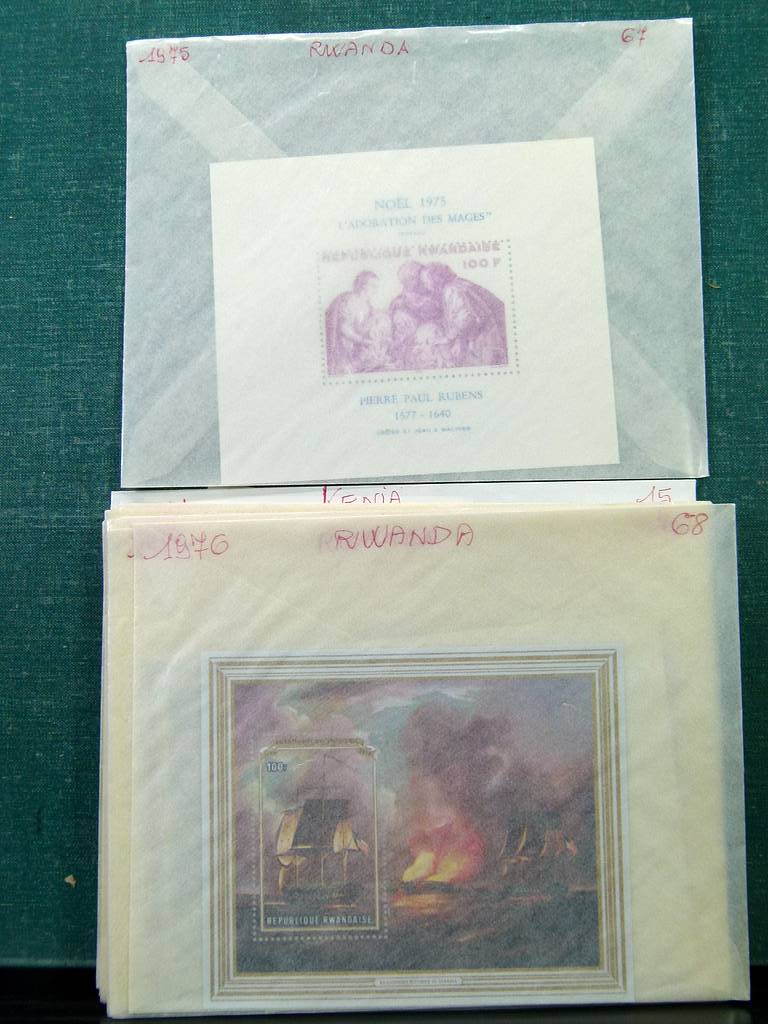 1975 RWANDA 67
NOËL 1975
"L'ADORATION DES MAGES"
REPUBLIQUE RWANDAISE
100 F
PIERRE PAUL RUBENS
1577 - 1640
KENIA 15
1976 RWANDA 68
100F
REPUBLIQUE RWANDAISE